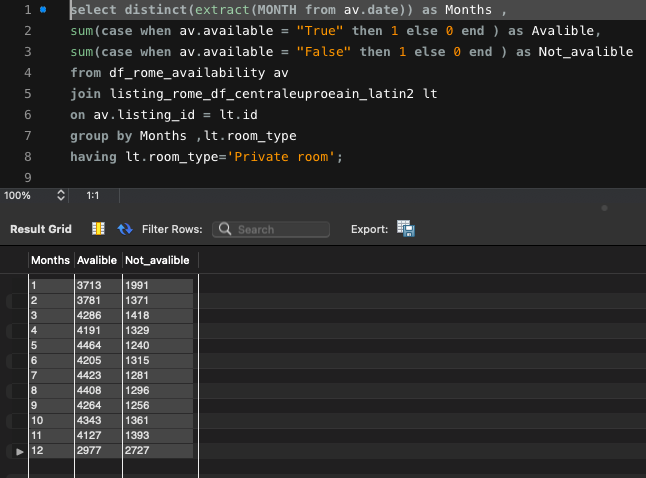 1 select distinct(extract(MONTH from av.date)) as Months ,
2 sum(case when av.available = "True" then 1 else 0 end ) as Avalible,
3 sum(case when av.available = "False" then 1 else 0 end ) as Not_avalible
4 from df_rome_availability av
5 join listing_rome_df_centraleuproeain_latin2 lt
6 on av.listing_id = lt.id
7 group by Months ,lt.room_type
8 having lt.room_type='Private room';
9
100% 1:1
Result Grid Filter Rows: Search Export:
Months Avalible Not_avalible
1 3713 1991
2 3781 1371
3 4286 1418
4 4191 1329
5 4464 1240
6 4205 1315
7 4423 1281
8 4408 1296
9 4264 1256
10 4343 1361
11 4127 1393
12 2977 2727